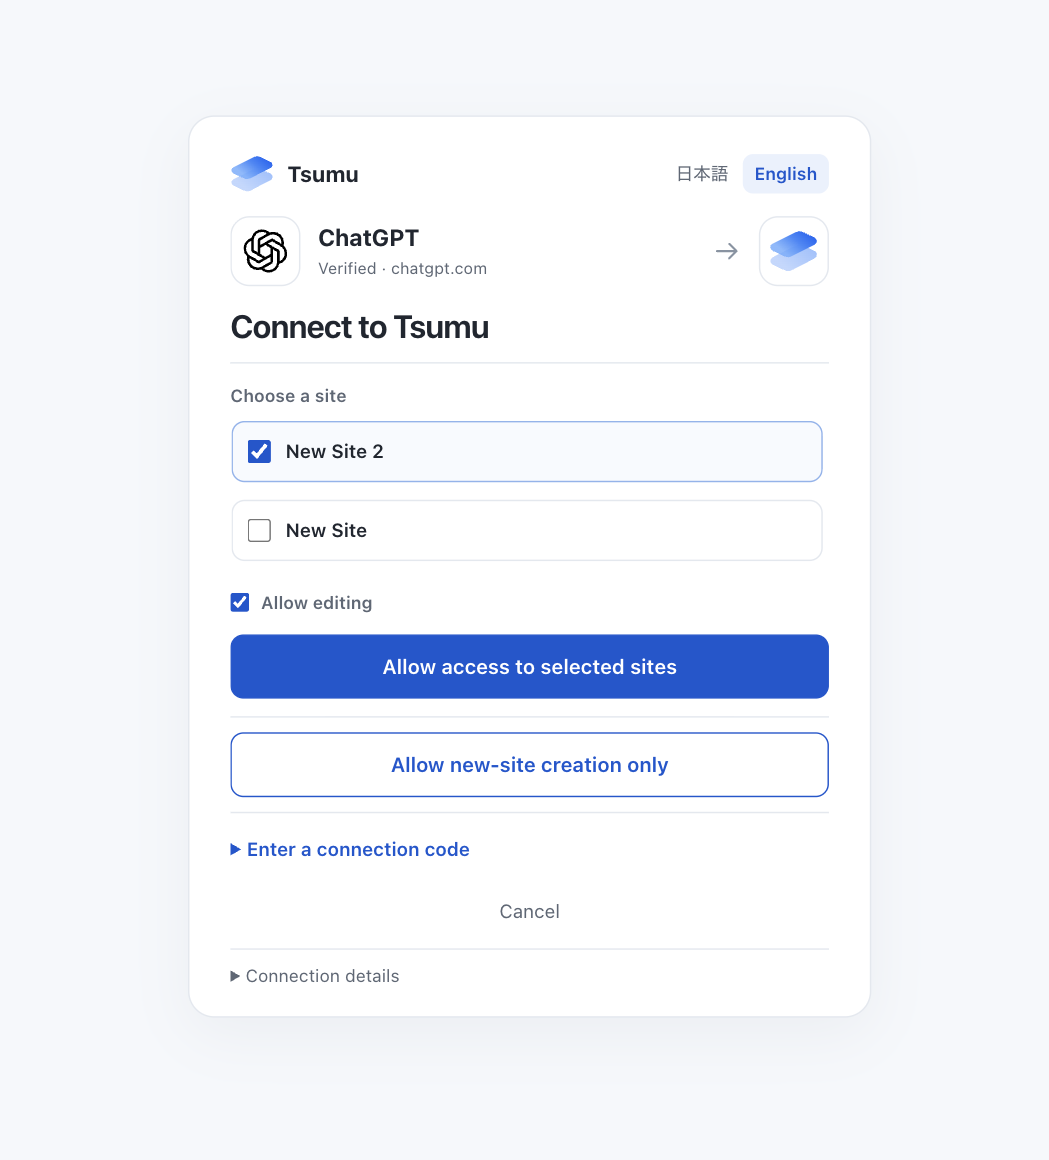 Tsumu
日本語
English
ChatGPT
Verified · chatgpt.com
Connect to Tsumu
Choose a site
New Site 2
New Site
Allow editing
Allow access to selected sites
Allow new-site creation only
Enter a connection code
Cancel
Connection details